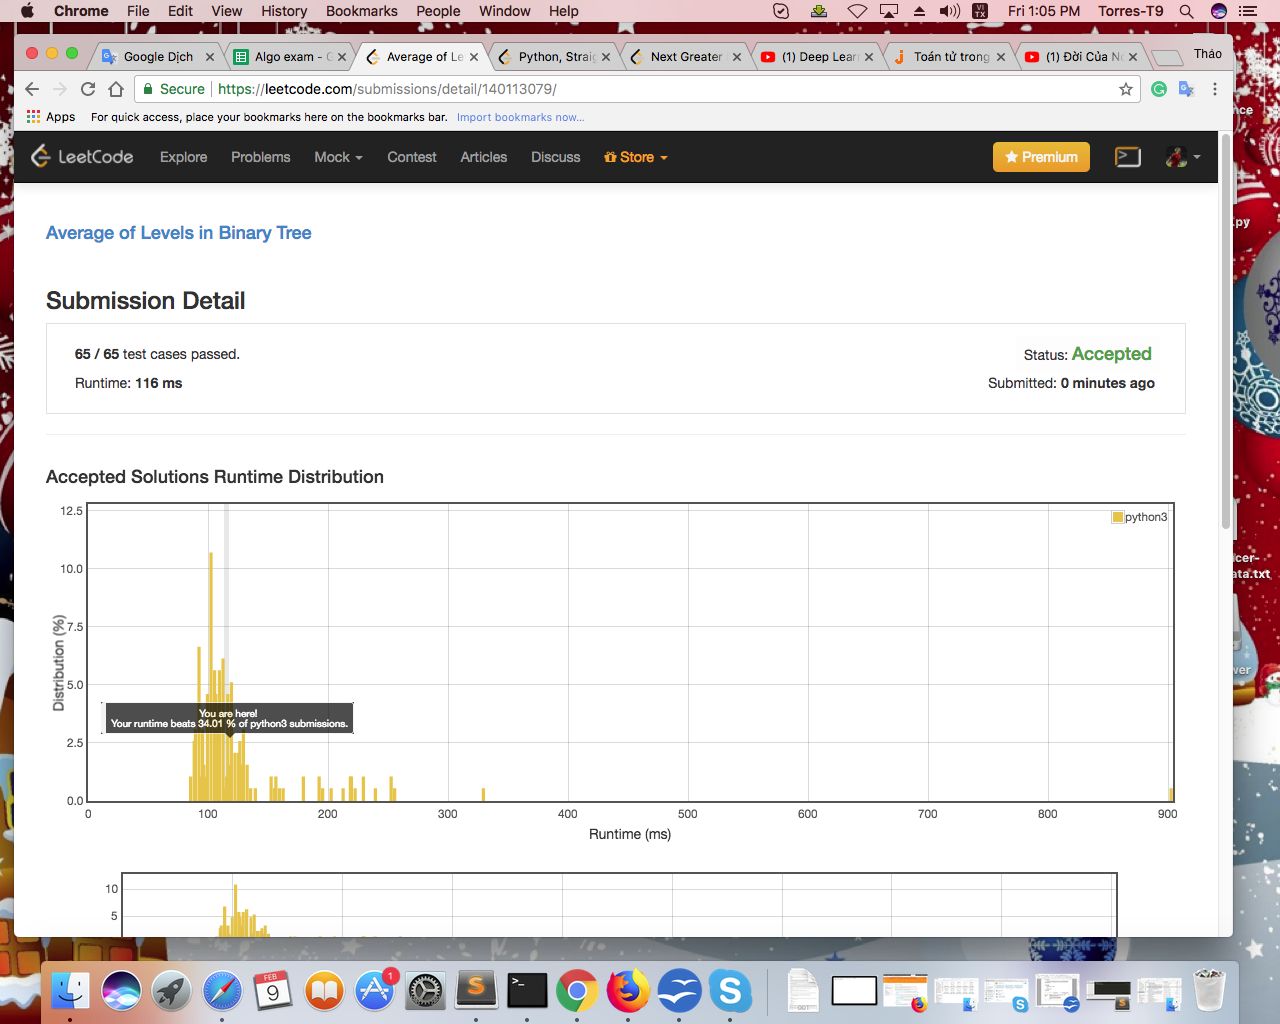 Chrome File Edit View History Bookmarks People Window Help VI TX Fri 1:05 PM Torres-T9
Google Dịch Algo exam - G Average of Le Python, Straig Next Greater (1) Deep Lear Toán tử trong (1) Đời Của N Thảo
Secure https://leetcode.com/submissions/detail/140113079/
Apps For quick access, place your bookmarks here on the bookmarks bar. Import bookmarks now...
LeetCode Explore Problems Mock Contest Articles Discuss Store Premium
Average of Levels in Binary Tree
Submission Detail
65 / 65 test cases passed. Status: Accepted
Runtime: 116 ms Submitted: 0 minutes ago
Accepted Solutions Runtime Distribution
12.5
python3
10.0
7.5
5.0
2.5
0.0
Distribution (%)
You are here!
Your runtime beats 34.01 % of python3 submissions.
0 100 200 300 400 500 600 700 800 900
Runtime (ms)
10
5
FEB
9
1